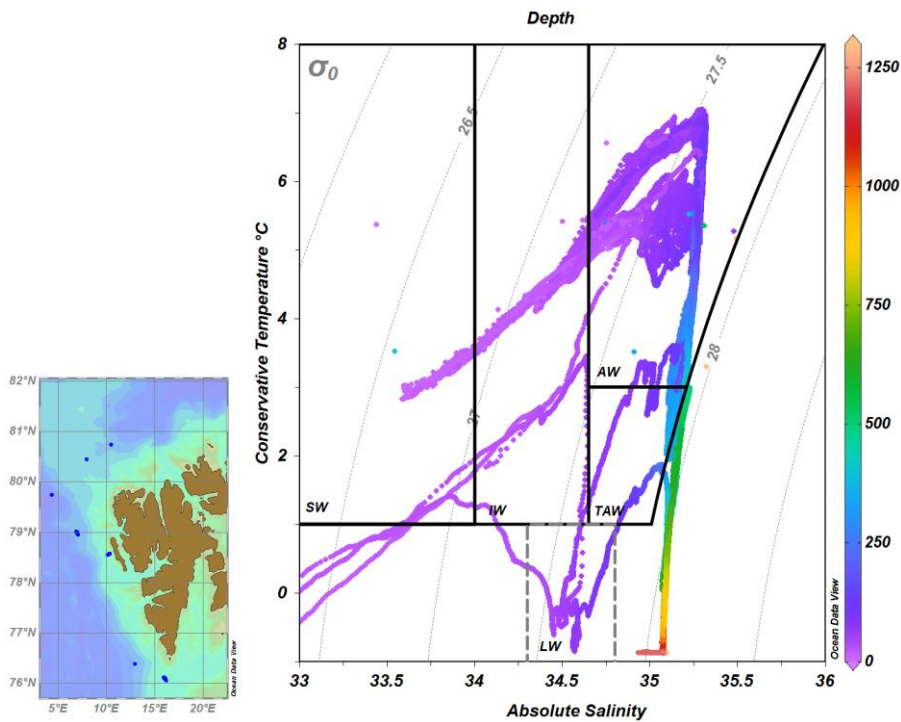 Depth
σ0
26.5
27.5
27
28
8
6
4
2
0
Conservative Temperature °C
SW
IW
TAW
AW
LW
33
33.5
34
34.5
35
35.5
36
Absolute Salinity
Ocean Data View
1250
1000
750
500
250
0
82°N
81°N
80°N
79°N
78°N
77°N
76°N
5°E
10°E
15°E
20°E
Ocean Data View